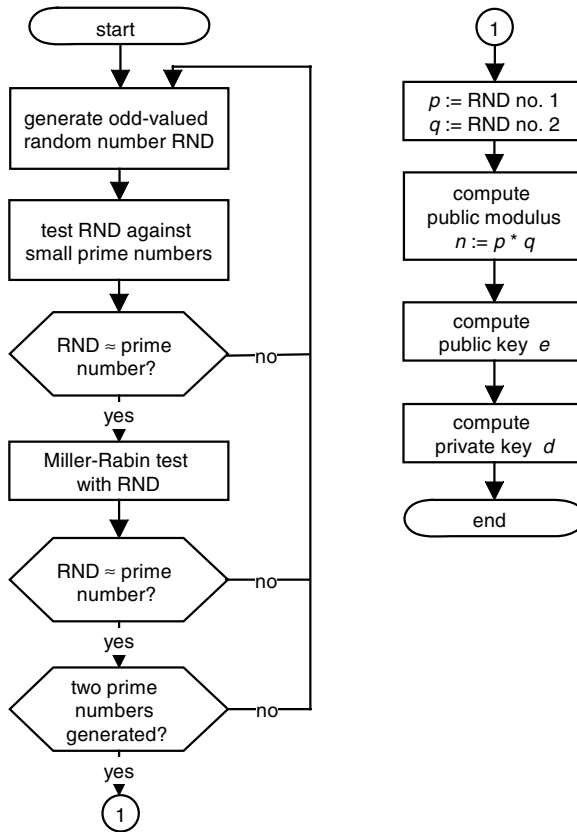 start
generate odd-valued
random number RND
test RND against
small prime numbers
RND ≈ prime
number?
no
yes
Miller-Rabin test
with RND
RND ≈ prime
number?
no
yes
two prime
numbers
generated?
no
yes
1
1
p := RND no. 1
q := RND no. 2
compute
public modulus
n := p * q
compute
public key e
compute
private key d
end